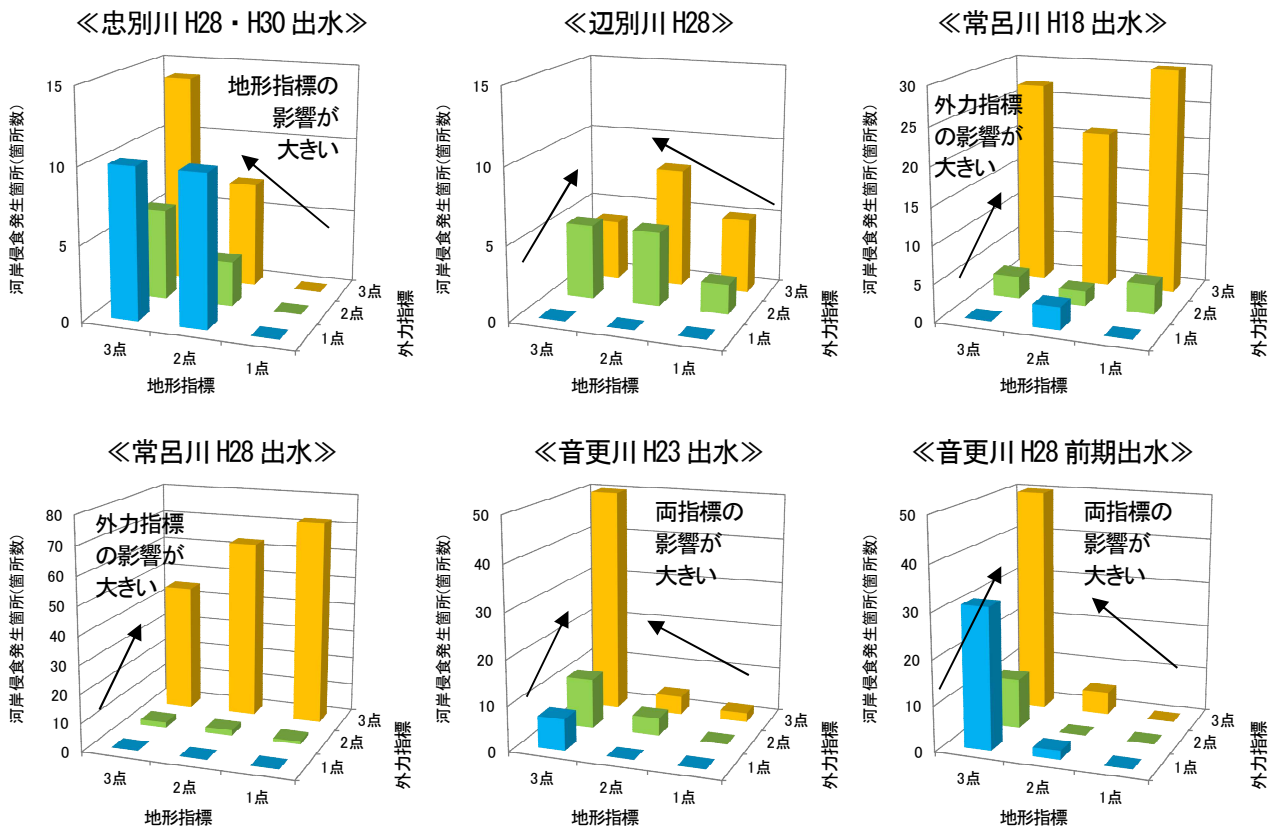 ≪忠別川 H28・H30 出水≫
河岸侵食発生箇所(箇所数)
15
10
5
0
地形指標の
影響が
大きい
3点
2点
1点
地形指標
1点
2点
3点
外力指標
≪辺別川 H28≫
河岸侵食発生箇所(箇所数)
15
10
5
0
3点
2点
1点
地形指標
1点
2点
3点
外力指標
≪常呂川 H18 出水≫
河岸侵食発生箇所(箇所数)
30
25
20
15
10
5
0
外力指標
の影響が
大きい
3点
2点
1点
地形指標
1点
2点
3点
外力指標
≪常呂川 H28 出水≫
河岸侵食発生箇所(箇所数)
80
70
60
50
40
30
20
10
0
外力指標
の影響が
大きい
3点
2点
1点
地形指標
1点
2点
3点
外力指標
≪音更川 H23 出水≫
河岸侵食発生箇所(箇所数)
50
40
30
20
10
0
両指標の
影響が
大きい
3点
2点
1点
地形指標
1点
2点
3点
外力指標
≪音更川 H28 前期出水≫
河岸侵食発生箇所(箇所数)
50
40
30
20
10
0
両指標の
影響が
大きい
3点
2点
1点
地形指標
1点
2点
3点
外力指標